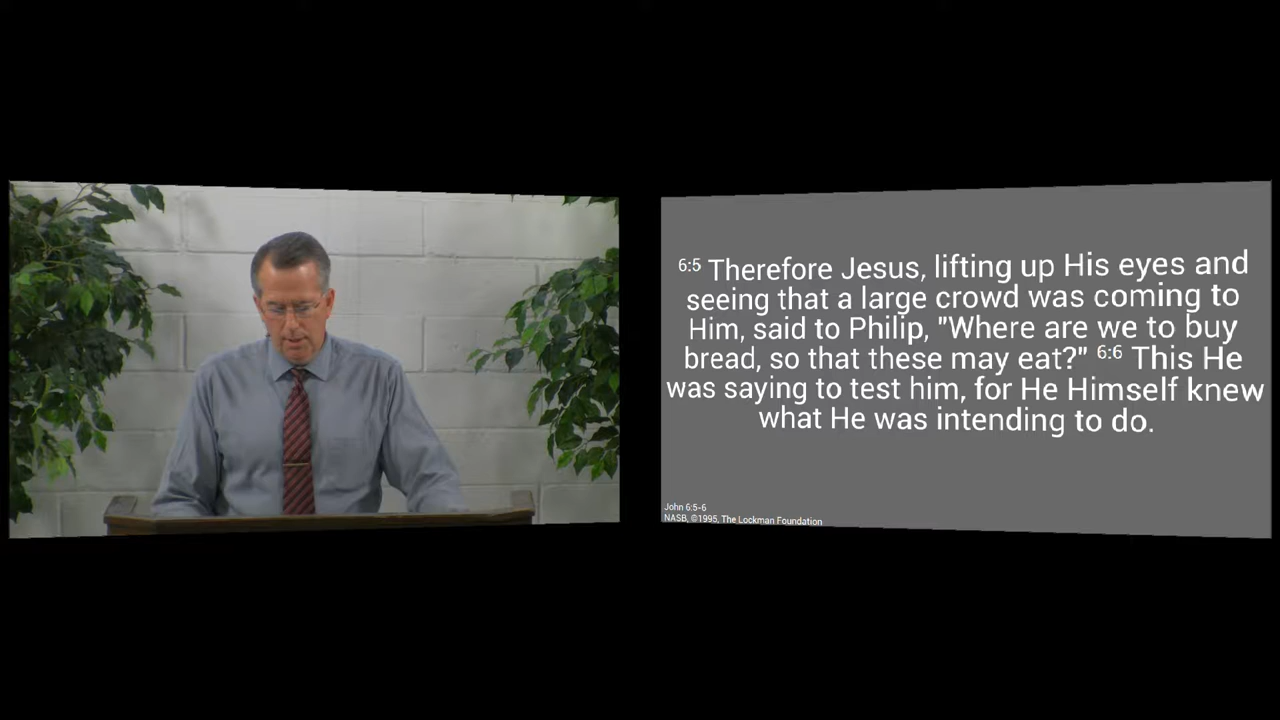 6:5 Therefore Jesus, lifting up His eyes and
seeing that a large crowd was coming to
Him, said to Philip, "Where are we to buy
bread, so that these may eat?" 6:6 This He
was saying to test him, for He Himself knew
what He was intending to do.
John 6:5-6
NASB, ©1995, The Lockman Foundation